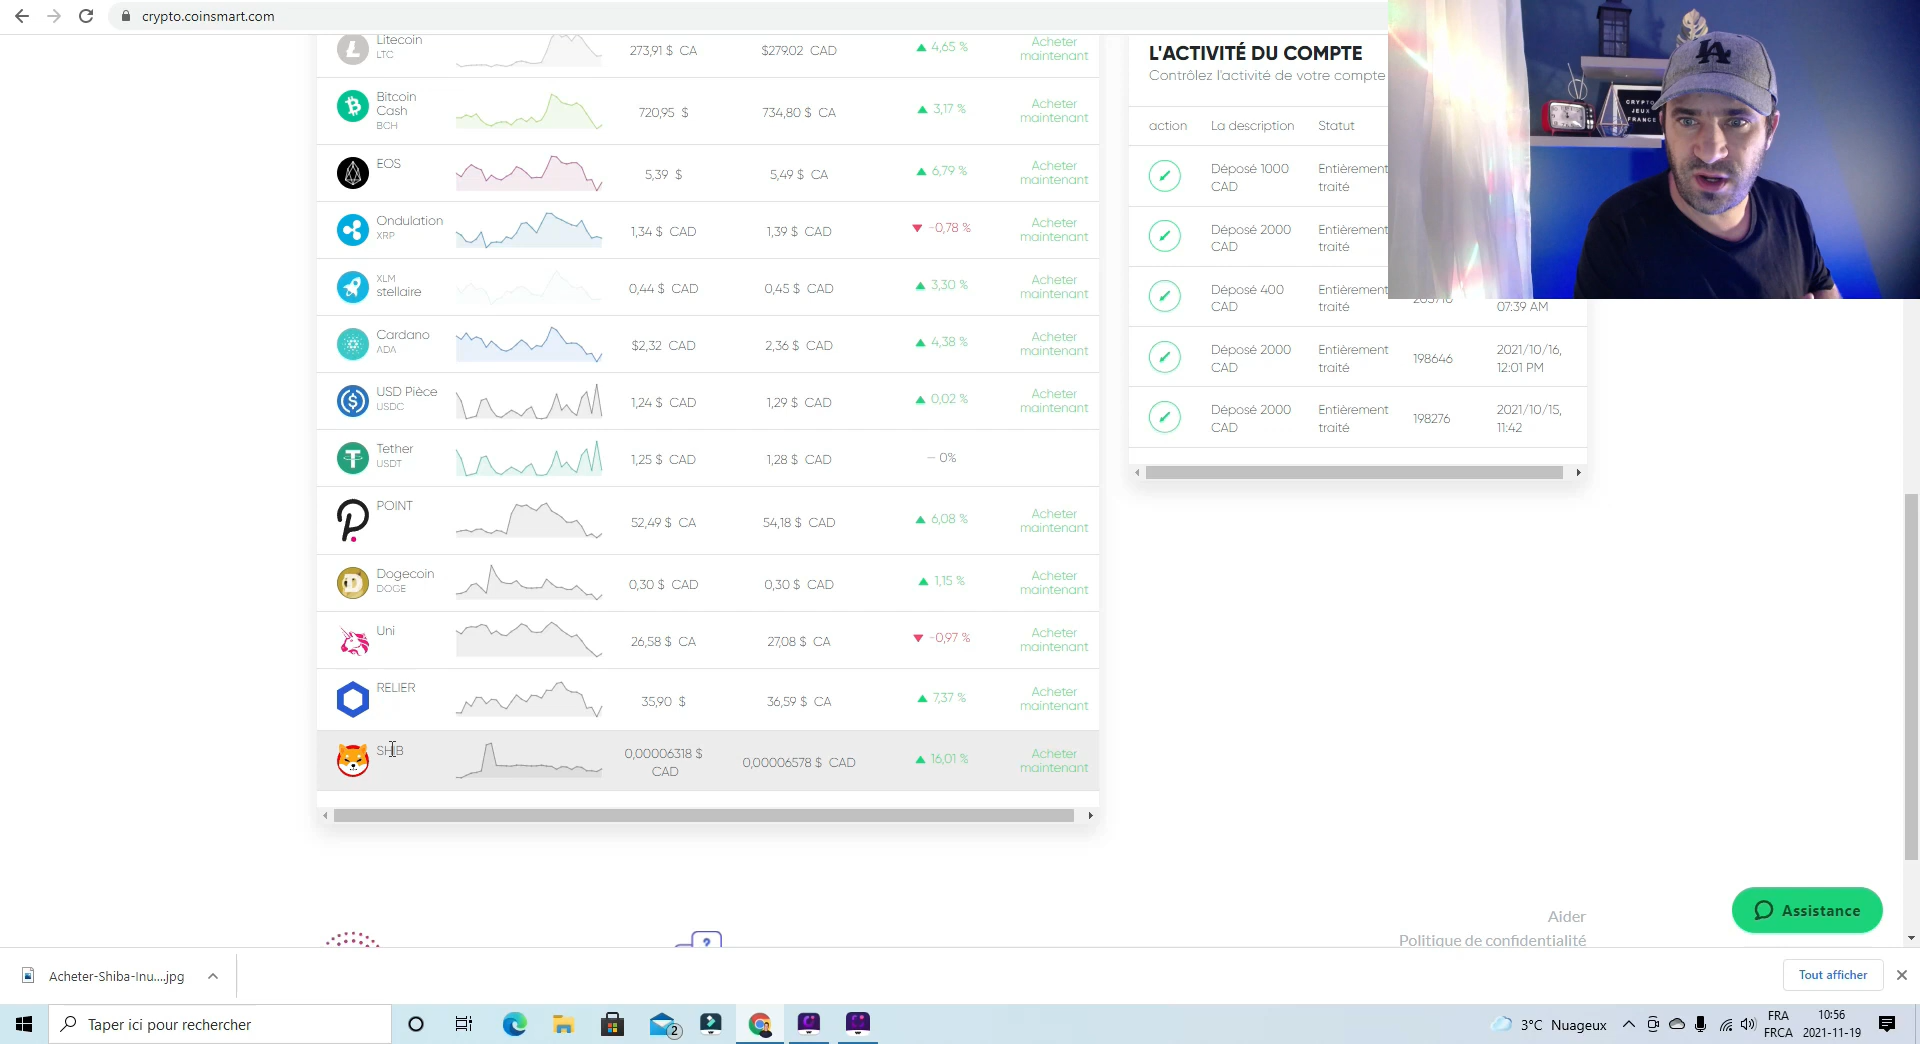 crypto.coinsmart.com
Litecoin
LTC
273,91 $ CA
$279.02 CAD
4,65 %
Acheter
maintenant
Bitcoin
Cash
BCH
720,95 $
734,80 $ CA
3,17 %
Acheter
maintenant
EOS
5,39 $
5,49 $ CA
6,79 %
Acheter
maintenant
Ondulation
XRP
1,34 $ CAD
1,39 $ CAD
-0,78 %
Acheter
maintenant
XLM
stellaire
0,44 $ CAD
0,45 $ CAD
3,30 %
Acheter
maintenant
Cardano
ADA
$2,32 CAD
2,36 $ CAD
4,38 %
Acheter
maintenant
USD Pièce
USDC
1,24 $ CAD
1,29 $ CAD
0,02 %
Acheter
maintenant
Tether
USDT
1,25 $ CAD
1,28 $ CAD
— 0%
POINT
52,49 $ CA
54,18 $ CAD
6,08 %
Acheter
maintenant
Dogecoin
DOGE
0,30 $ CAD
0,30 $ CAD
1,15 %
Acheter
maintenant
Uni
26,58 $ CA
27,08 $ CA
-0,97 %
Acheter
maintenant
RELIER
35,90 $
36,59 $ CA
7,37 %
Acheter
maintenant
SHIB
0,00006318 $
CAD
0,00006578 $ CAD
16,01 %
Acheter
maintenant
L'ACTIVITÉ DU COMPTE
Contrôlez l'activité de votre compte
action La description Statut
Déposé 1000
CAD
Entièrement
traité
Déposé 2000
CAD
Entièrement
traité
Déposé 400
CAD
Entièrement
traité
07:39 AM
Déposé 2000
CAD
Entièrement
traité
198646
2021/10/16,
12:01 PM
Déposé 2000
CAD
Entièrement
traité
198276
2021/10/15,
11:42
CRYPTO
JEUX
FRANCE
Aider
Politique de confidentialité
Assistance
Acheter-Shiba-Inu....jpg
Tout afficher
Taper ici pour rechercher
2
3°C Nuageux
FRA
FRCA
10:56
2021-11-19